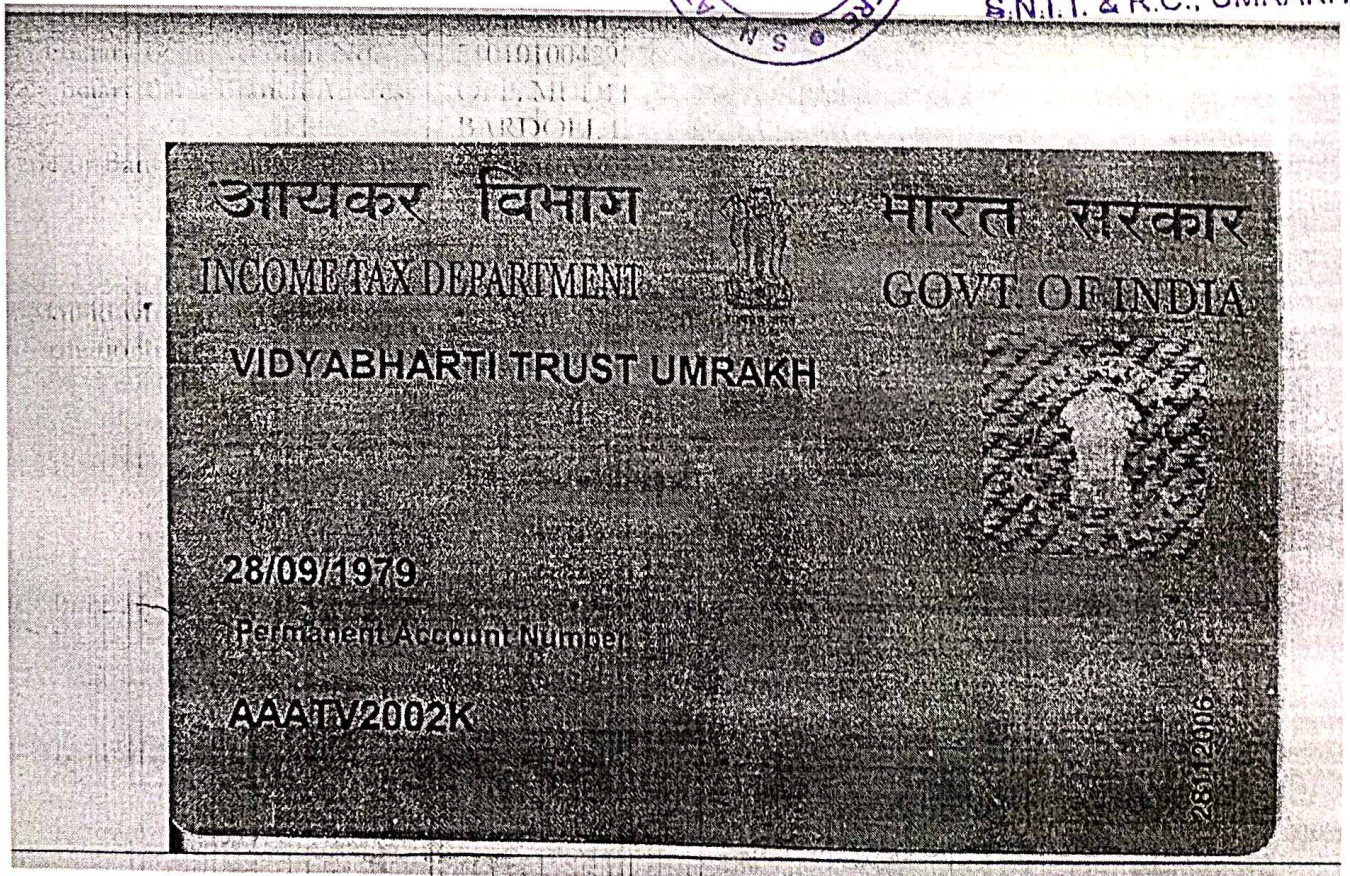 S.N.I.T. & R.C., UMRAKH
BARDOLI
आयकर विभाग
भारत सरकार
INCOME TAX DEPARTMENT
GOVT. OF INDIA
VIDYABHARTI TRUST UMRAKH
28/09/1979
Permanent Account Number
AAATV2002K
28112006